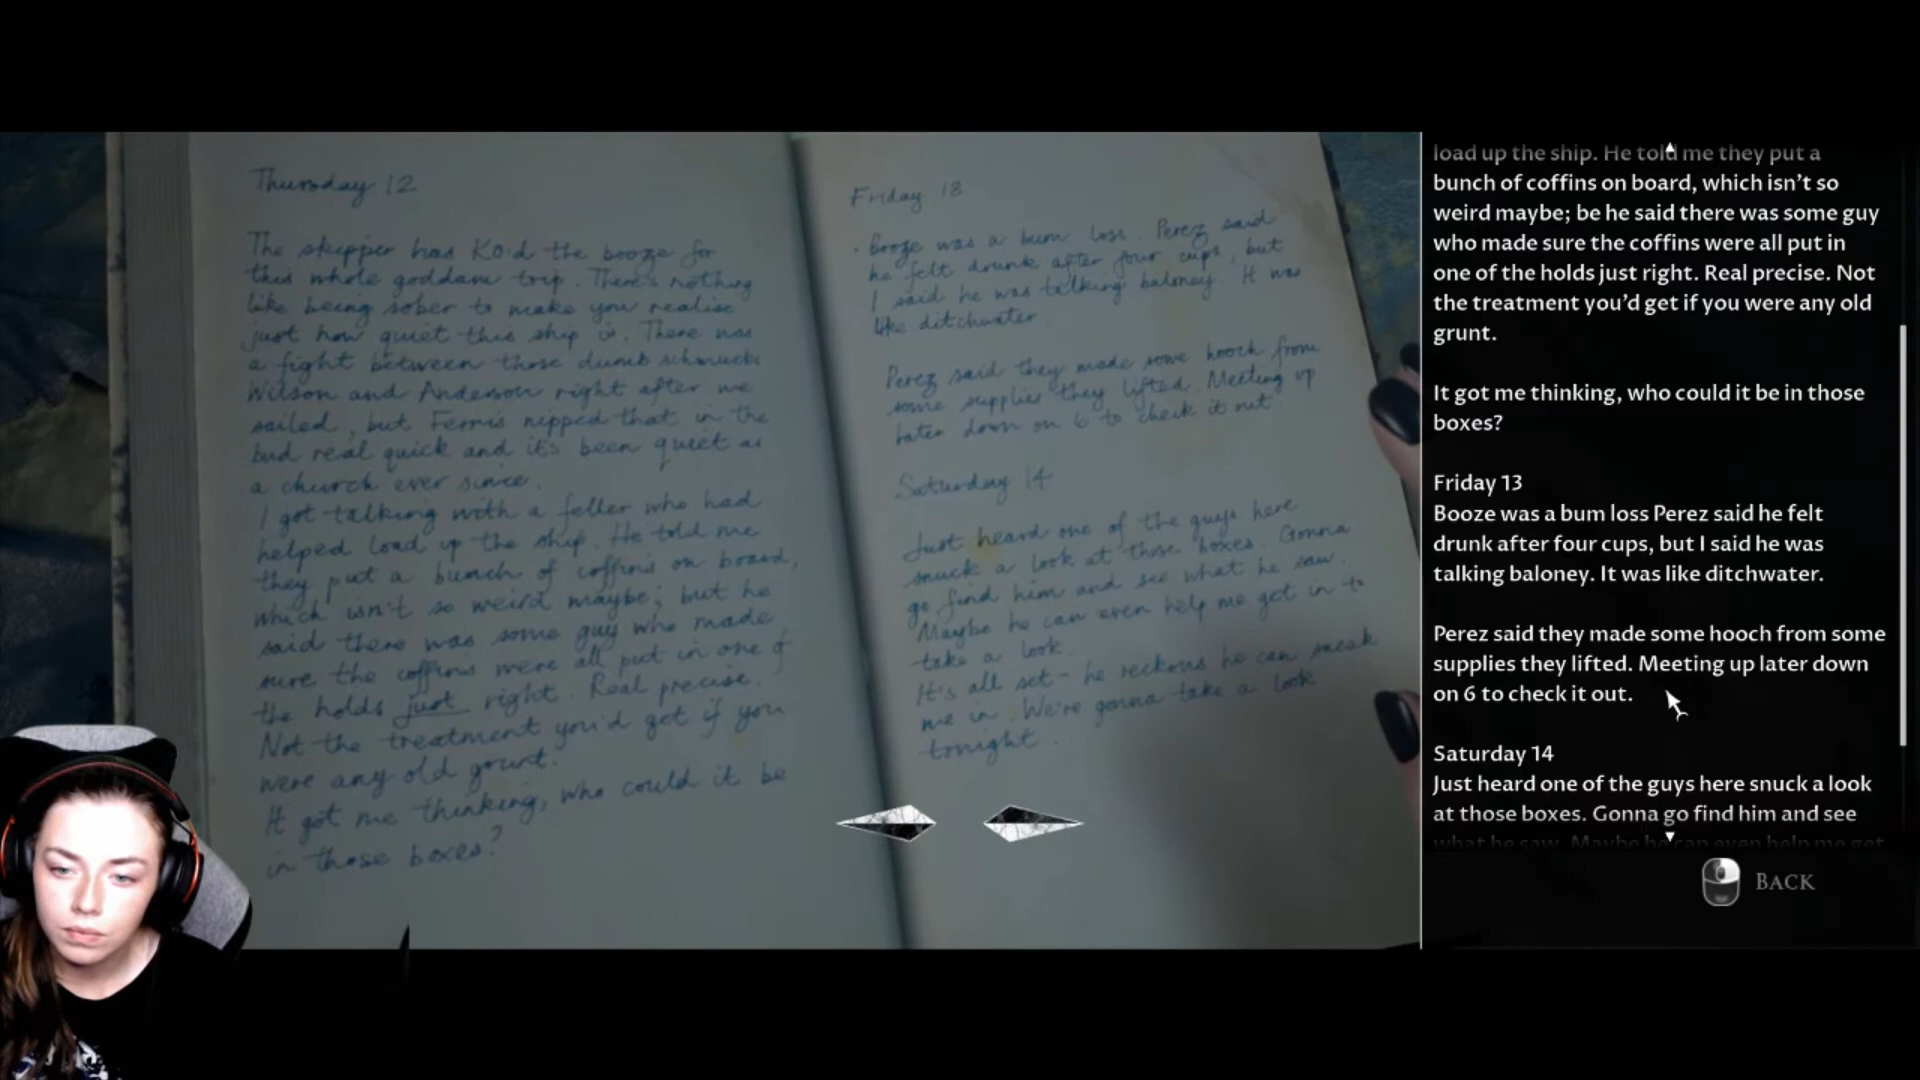 Thursday 12
The skipper has KO'd the booze for
this whole goddam trip. There's nothing
like being sober to make you realise
just how quiet this ship is. There was
a fight between those dumb schmucks
Wilson and Anderson right after we
sailed, but Ferris nipped that in the
bud real quick and it's been quiet as
a church ever since.
I got talking with a feller who had
helped load up the ship. He told me
they put a bunch of coffins on board,
which isn't so weird maybe; but he
said there was some guy who made
sure the coffins were all put in one of
the holds just right. Real precise.
Not the treatment you'd get if you
were any old grunt.
It got me thinking, who could it be
in those boxes?
Friday 13
Booze was a bum loss. Perez said
he felt drunk after four cups, but
I said he was talking baloney. It was
like ditchwater
Perez said they made some hooch from
some supplies they lifted. Meeting up
later down on 6 to check it out.
Saturday 14
Just heard one of the guys here
snuck a look at those boxes. Gonna
go find him and see what he saw.
Maybe he can even help me get in to
take a look.
It's all set - he reckons he can sneak
me in. We're gonna take a look
tonight.
load up the ship. He told me they put a
bunch of coffins on board, which isn't so
weird maybe; be he said there was some guy
who made sure the coffins were all put in
one of the holds just right. Real precise. Not
the treatment you'd get if you were any old
grunt.
It got me thinking, who could it be in those
boxes?
Friday 13
Booze was a bum loss Perez said he felt
drunk after four cups, but I said he was
talking baloney. It was like ditchwater.
Perez said they made some hooch from some
supplies they lifted. Meeting up later down
on 6 to check it out.
Saturday 14
Just heard one of the guys here snuck a look
at those boxes. Gonna go find him and see
what he saw. Maybe he can even help me get
BACK